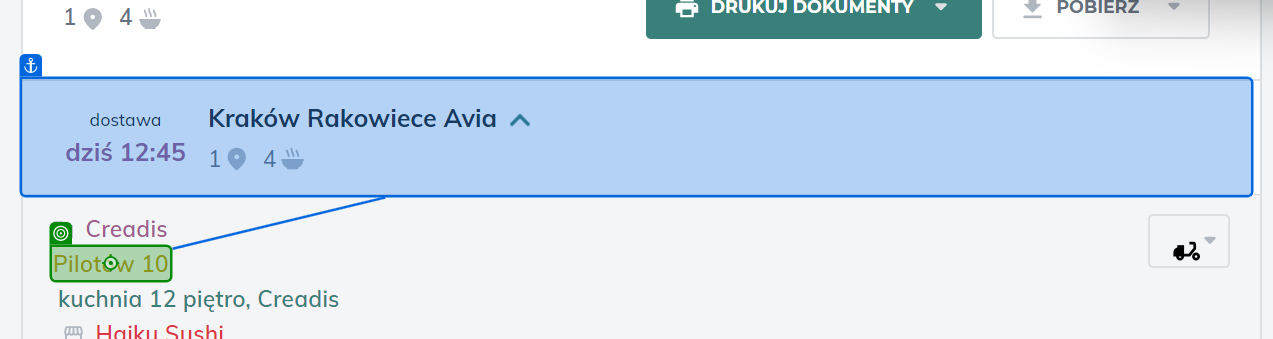 1 4
DRUKUJ DOKUMENTY
POBIERZ
dostawa
Kraków Rakowiece Avia
dziś 12:45
1 4
Creadis
Pilotów 10
kuchnia 12 piętro, Creadis
Haiku Sushi